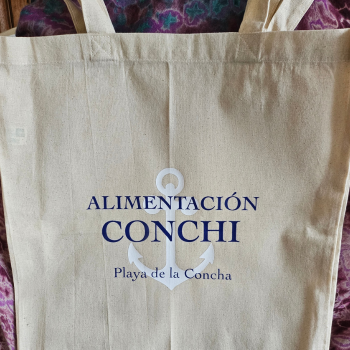 ALIMENTACIÓN
CONCHI
Playa de la Concha